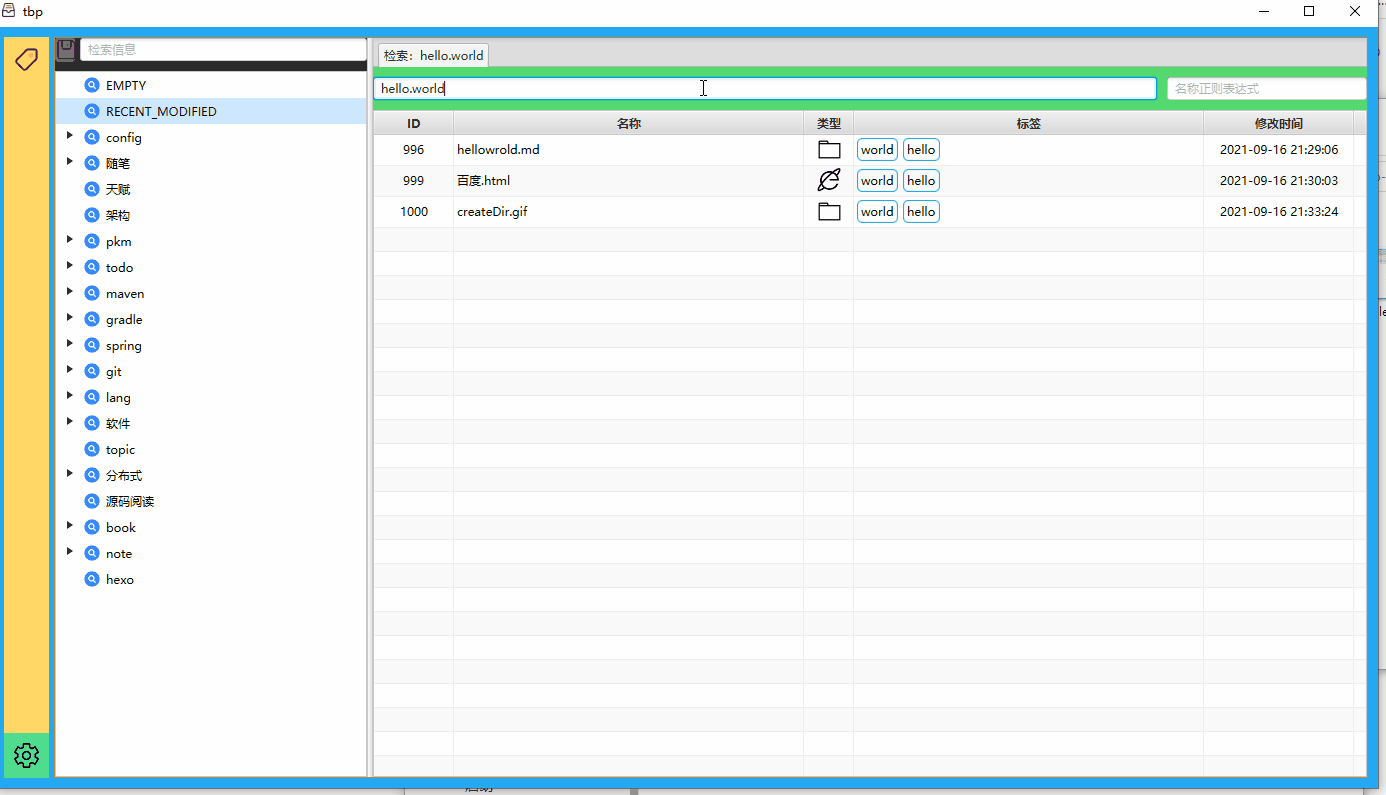 tbp
检索信息
EMPTY
RECENT_MODIFIED
config
随笔
天赋
架构
pkm
todo
maven
gradle
spring
git
lang
软件
topic
分布式
源码阅读
book
note
hexo
检索：hello.world
hello.world
名称正则表达式
ID 名称 类型 标签 修改时间
996 hellowrold.md world hello 2021-09-16 21:29:06
999 百度.html world hello 2021-09-16 21:30:03
1000 createDir.gif world hello 2021-09-16 21:33:24